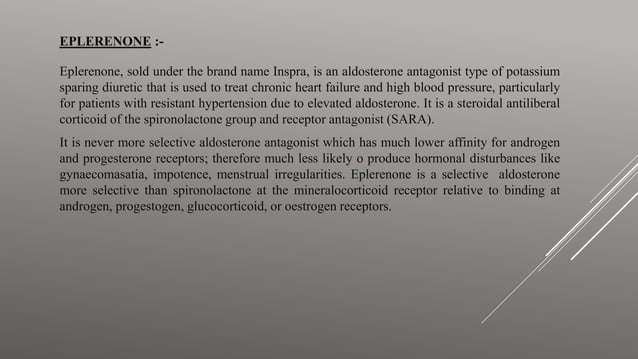 EPLERENONE :-
Eplerenone, sold under the brand name Inspra, is an aldosterone antagonist type of potassium
sparing diuretic that is used to treat chronic heart failure and high blood pressure, particularly
for patients with resistant hypertension due to elevated aldosterone. It is a steroidal antiliberal
corticoid of the spironolactone group and receptor antagonist (SARA).
It is never more selective aldosterone antagonist which has much lower affinity for androgen
and progesterone receptors; therefore much less likely o produce hormonal disturbances like
gynaecomasatia, impotence, menstrual irregularities. Eplerenone is a selective aldosterone
more selective than spironolactone at the mineralocorticoid receptor relative to binding at
androgen, progestogen, glucocorticoid, or oestrogen receptors.